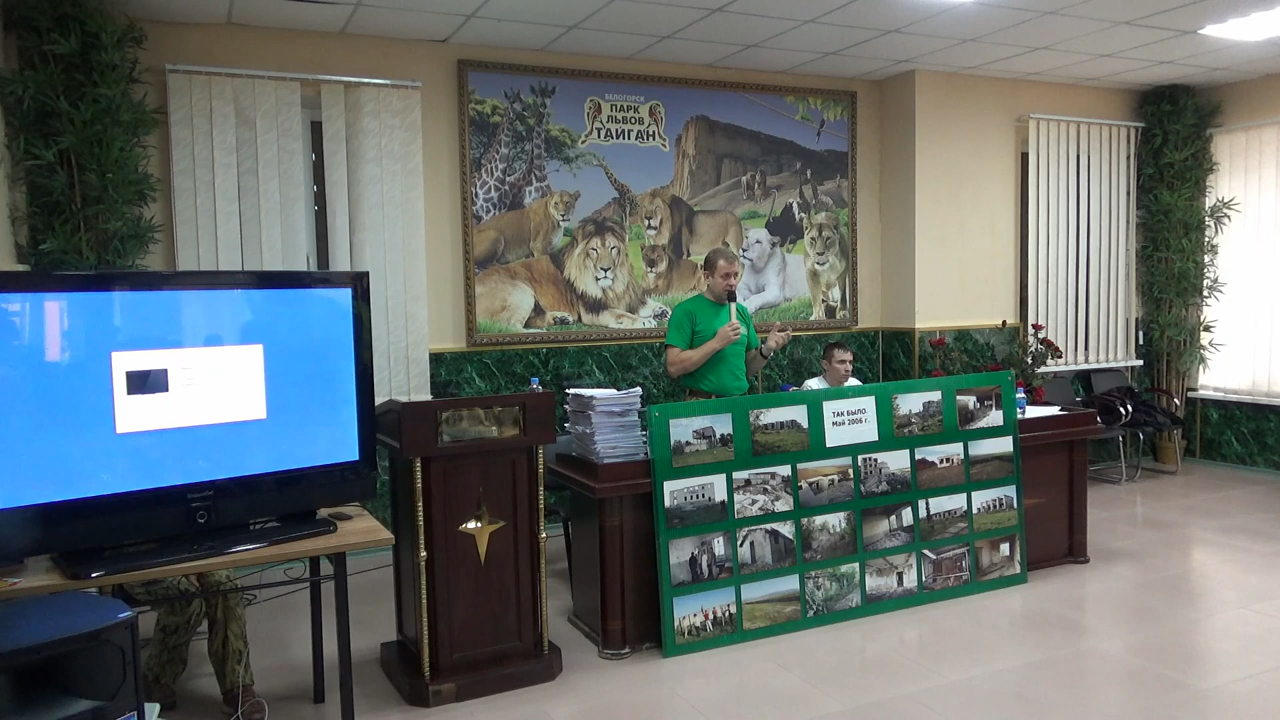 БЕЛОГОРСК
ПАРК
ЛЬВОВ
ТАЙГАН
ТАК БЫЛО.
Май 2006 г.